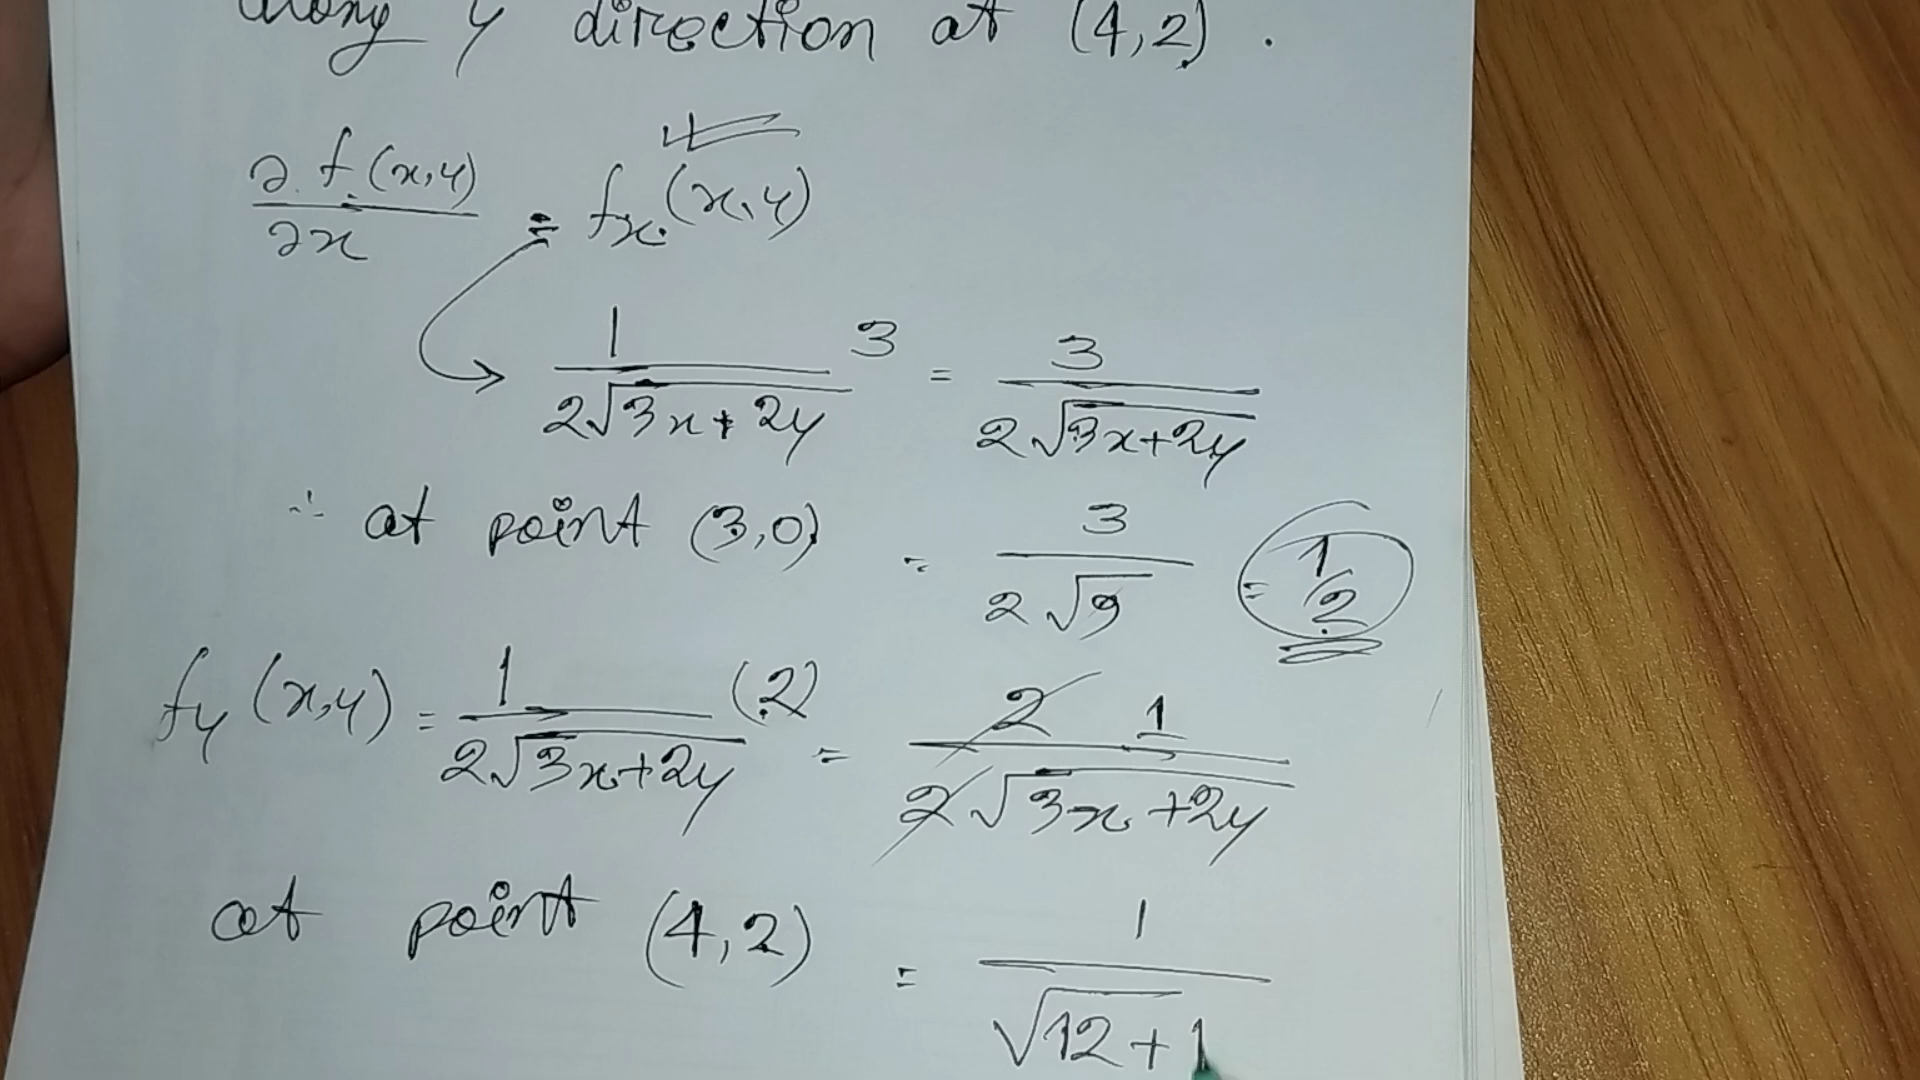 along y direction at (4,2).
∂ f(x,y) / ∂x = fx(x,y)
1 / 2√3x+2y 3 = 3 / 2√3x+2y
∴ at point (3,0) = 3 / 2√9 = 1/2
fy (x,y) = 1 / 2√3x+2y (2) = 2 1 / 2√3x+2y
at point (4,2) = 1 / √12+1